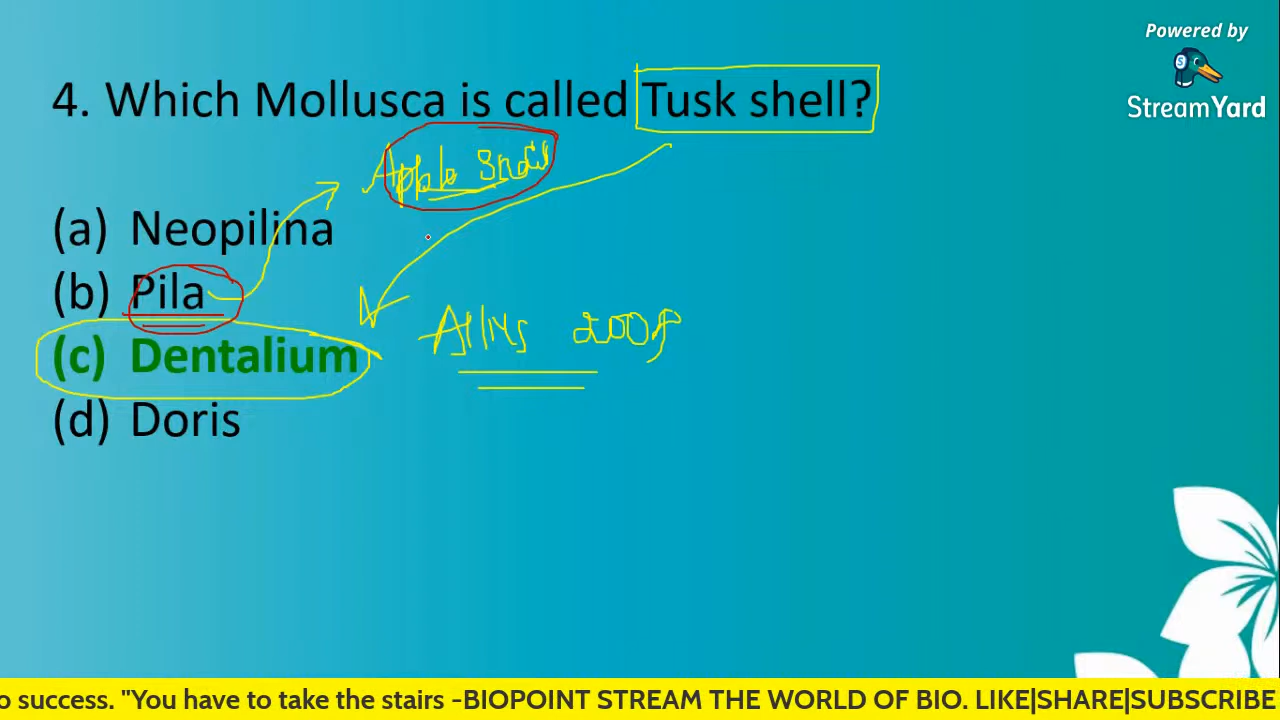 Powered by
StreamYard
4. Which Mollusca is called Tusk shell?
Apple Snail
(a) Neopilina
(b) Pila
(c) Dentalium
(d) Doris
2008
o success. "You have to take the stairs -BIOPOINT STREAM THE WORLD OF BIO. LIKE|SHARE|SUBSCRIBE